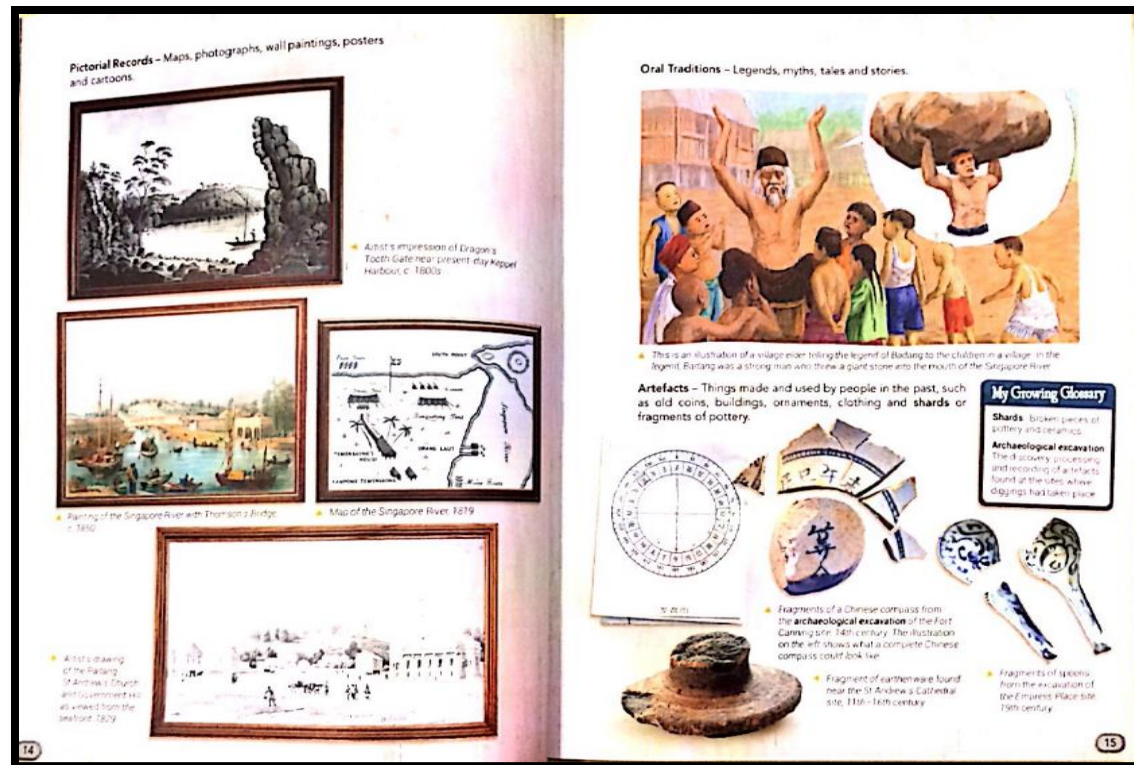 Pictorial Records – Maps, photographs, wall paintings, posters
and cartoons.
Artist's impression of Dragon's
Tooth Gate near present-day Keppel
Harbour, c. 1800s
Painting of the Singapore River with Thomson's Bridge,
c. 1850
Map of the Singapore River, 1819
SOUTH POINT
Singapore River
TEMENGGONG'S
HOUSE
ORANG LAUT
KAMPONG TEMENGGONG
Artist's drawing
of the Padang
St Andrew's Church
and Government Hill
as viewed from the
seafront, 1829
14
Oral Traditions – Legends, myths, tales and stories.
This is an illustration of a village elder telling the legend of Badang to the children in a village. In the
legend, Badang was a strong man who threw a giant stone into the mouth of the Singapore River.
Artefacts – Things made and used by people in the past, such
as old coins, buildings, ornaments, clothing and shards or
fragments of pottery.
My Growing Glossary
Shards: broken pieces of
pottery and ceramics
Archaeological excavation
The discovery, processing
and recording of artefacts
found at the sites where
diggings had taken place
Fragments of a Chinese compass from
the archaeological excavation of the Fort
Canning site, 14th century. The illustration
on the left shows what a complete Chinese
compass could look like.
Fragment of earthenware found
near the St Andrew's Cathedral
site, 11th–16th century
Fragments of spoons
from the excavation of
the Empress Place site,
19th century
15